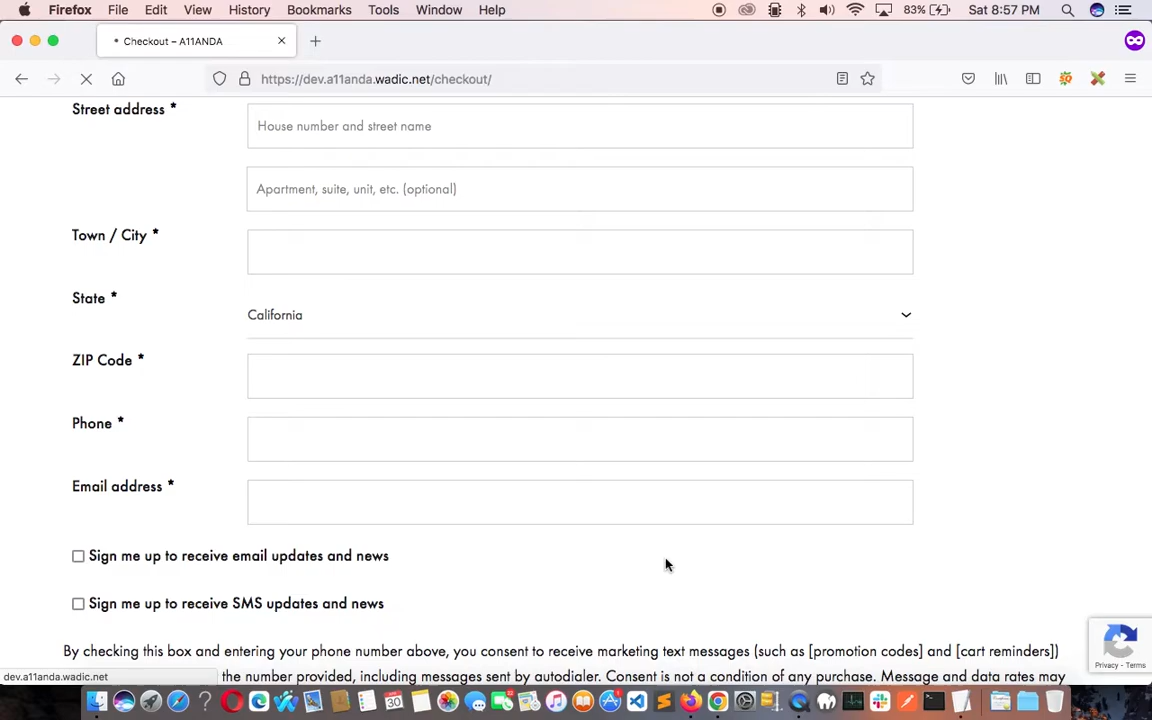 Firefox File Edit View History Bookmarks Tools Window Help 83% Sat 8:57 PM
* Checkout – A11ANDA
https://dev.a11anda.wadic.net/checkout/
Street address *
House number and street name
Apartment, suite, unit, etc. (optional)
Town / City *
State *
California
ZIP Code *
Phone *
Email address *
Sign me up to receive email updates and news
Sign me up to receive SMS updates and news
By checking this box and entering your phone number above, you consent to receive marketing text messages (such as [promotion codes] and [cart reminders])
the number provided, including messages sent by autodialer. Consent is not a condition of any purchase. Message and data rates may
Privacy - Terms
dev.a11anda.wadic.net